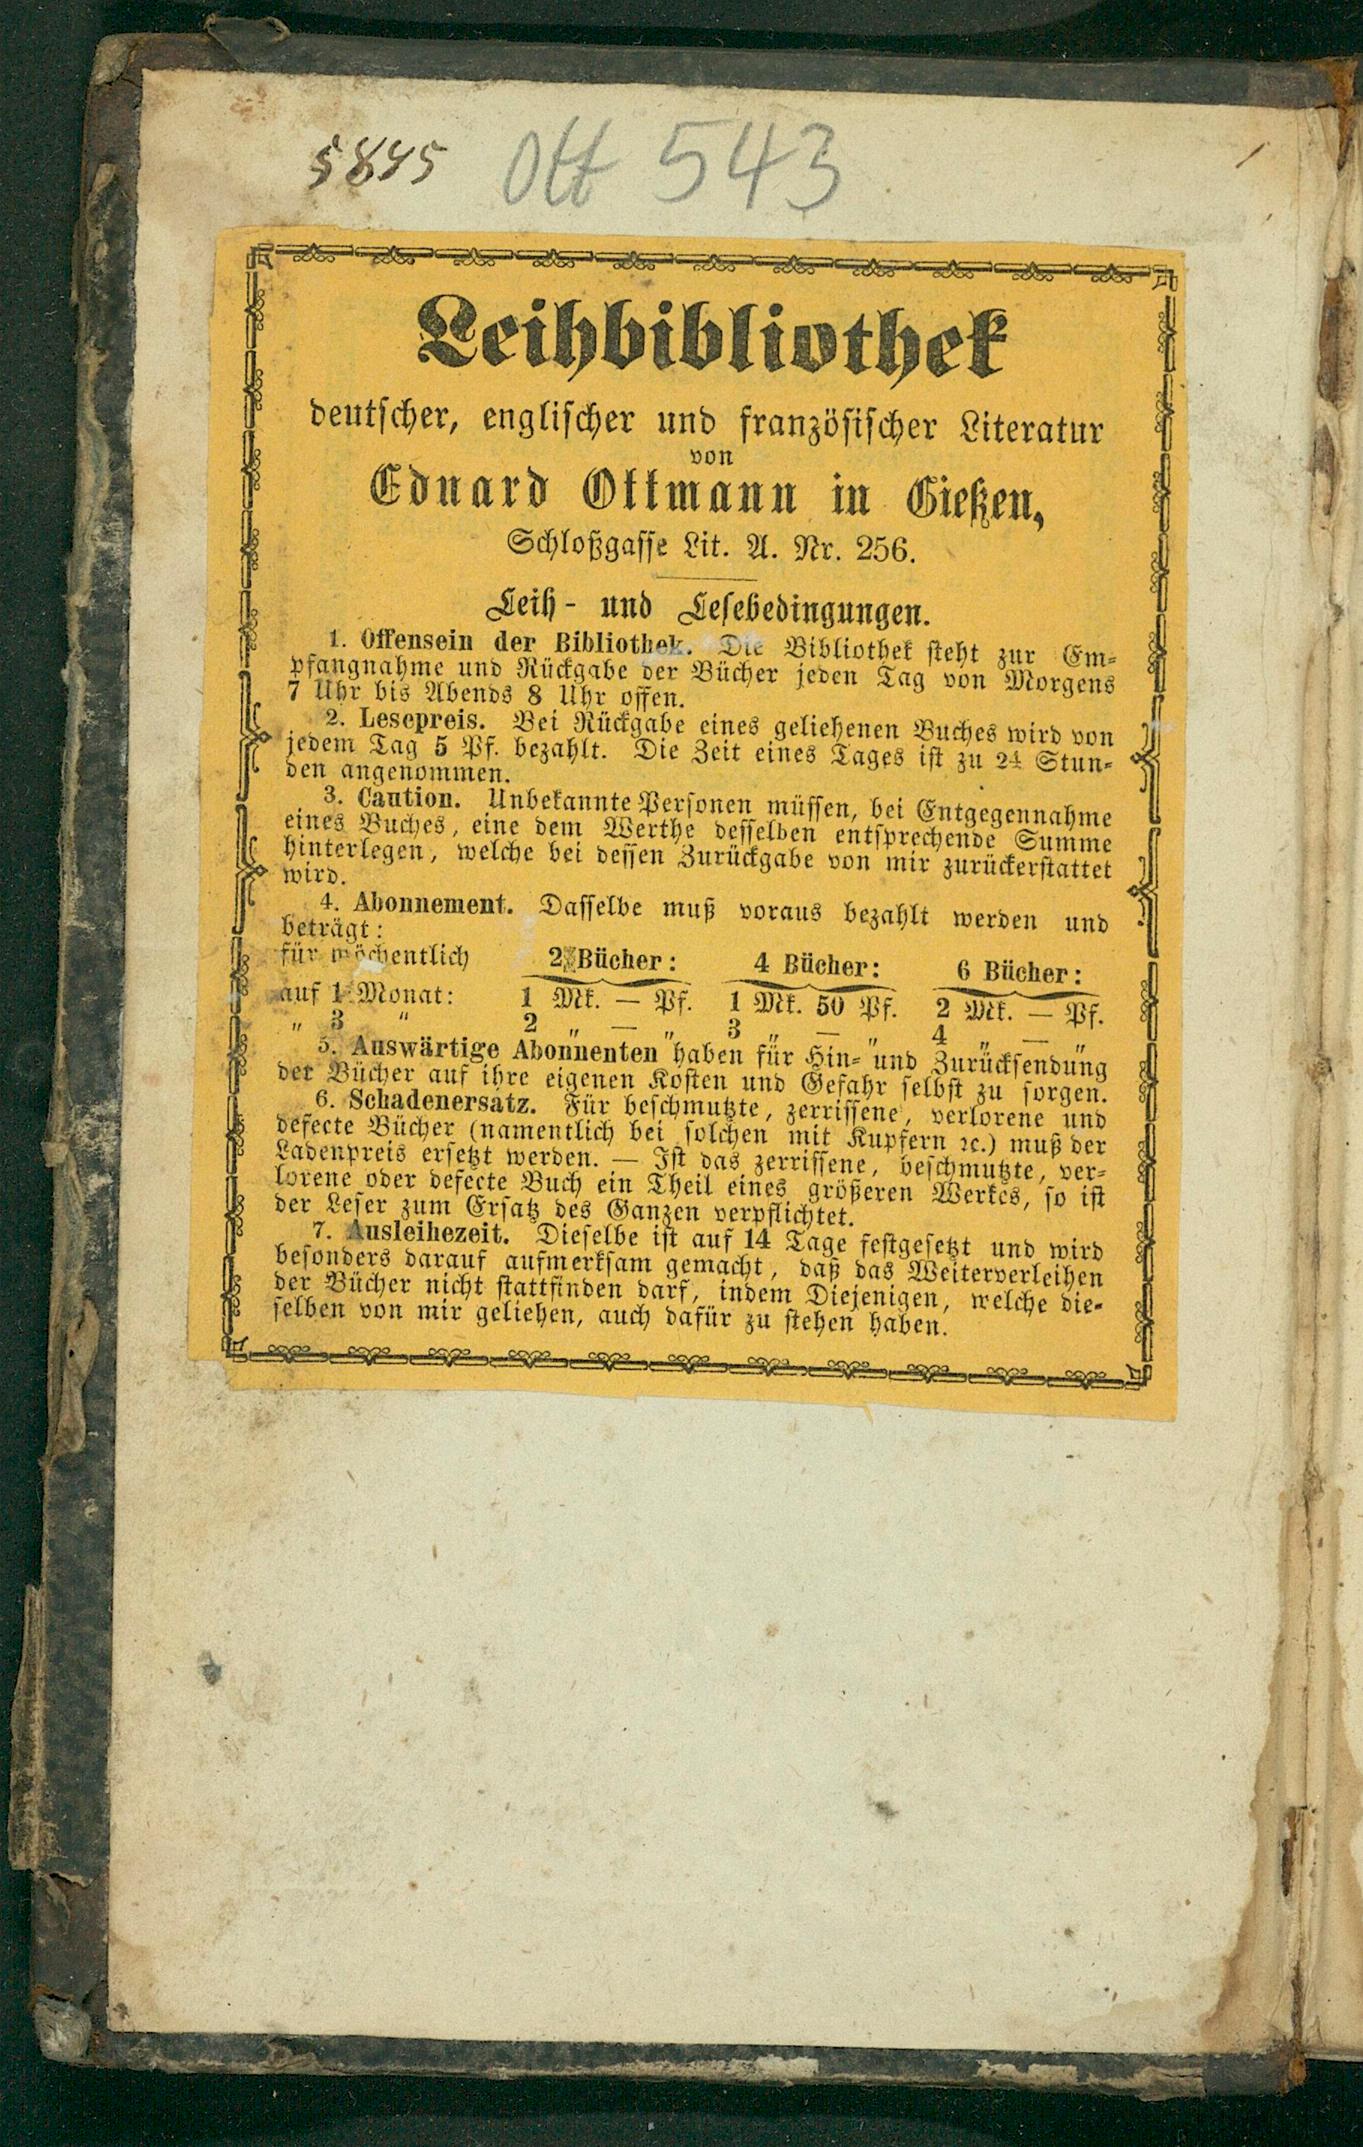 Ott 543
Leihbibliothek
deutscher, englischer und französischer Literatur
von
Eduard Ottmann in Gießen,
Schloßgasse Lit. A. Nr. 256.
Leih- und Lesebedingungen.
1. Offensein der Bibliothek. Die Bibliothek steht zur Em-
pfangnahme und Rückgabe der Bücher jeden Tag von Morgens
7 Uhr bis Abends 8 Uhr offen.
2. Lesepreis. Bei Rückgabe eines geliehenen Buches wird von
jedem Tag 5 Pf. bezahlt. Die Zeit eines Tages ist zu 24 Stun-
den angenommen.
3. Caution. Unbekannte Personen müssen, bei Entgegennahme
eines Buches, eine dem Werthe desselben entsprechende Summe
hinterlegen, welche bei dessen Zurückgabe von mir zurückerstattet
wird.
4. Abonnement. Dasselbe muß voraus bezahlt werden und
beträgt:
für wöchentlich 2 Bücher: 4 Bücher: 6 Bücher:
auf 1 Monat: 1 Mk. — Pf. 1 Mk. 50 Pf. 2 Mk. — Pf.
„ 3 „ 2 „ — „ 3 „ — „ 4 „ — „
5. Auswärtige Abonnenten haben für Hin- und Zurücksendung
der Bücher auf ihre eigenen Kosten und Gefahr selbst zu sorgen.
6. Schadenersatz. Für beschmutzte, zerrissene, verlorene und
defecte Bücher (namentlich bei solchen mit Kupfern ꝛc.) muß der
Ladenpreis ersetzt werden. — Ist das zerrissene, beschmutzte, ver-
lorene oder defecte Buch ein Theil eines größeren Werkes, so ist
der Leser zum Ersatz des Ganzen verpflichtet.
7. Ausleihezeit. Dieselbe ist auf 14 Tage festgesetzt und wird
besonders darauf aufmerksam gemacht, daß das Weiterverleihen
der Bücher nicht stattfinden darf, indem Diejenigen, welche die-
selben von mir geliehen, auch dafür zu stehen haben.